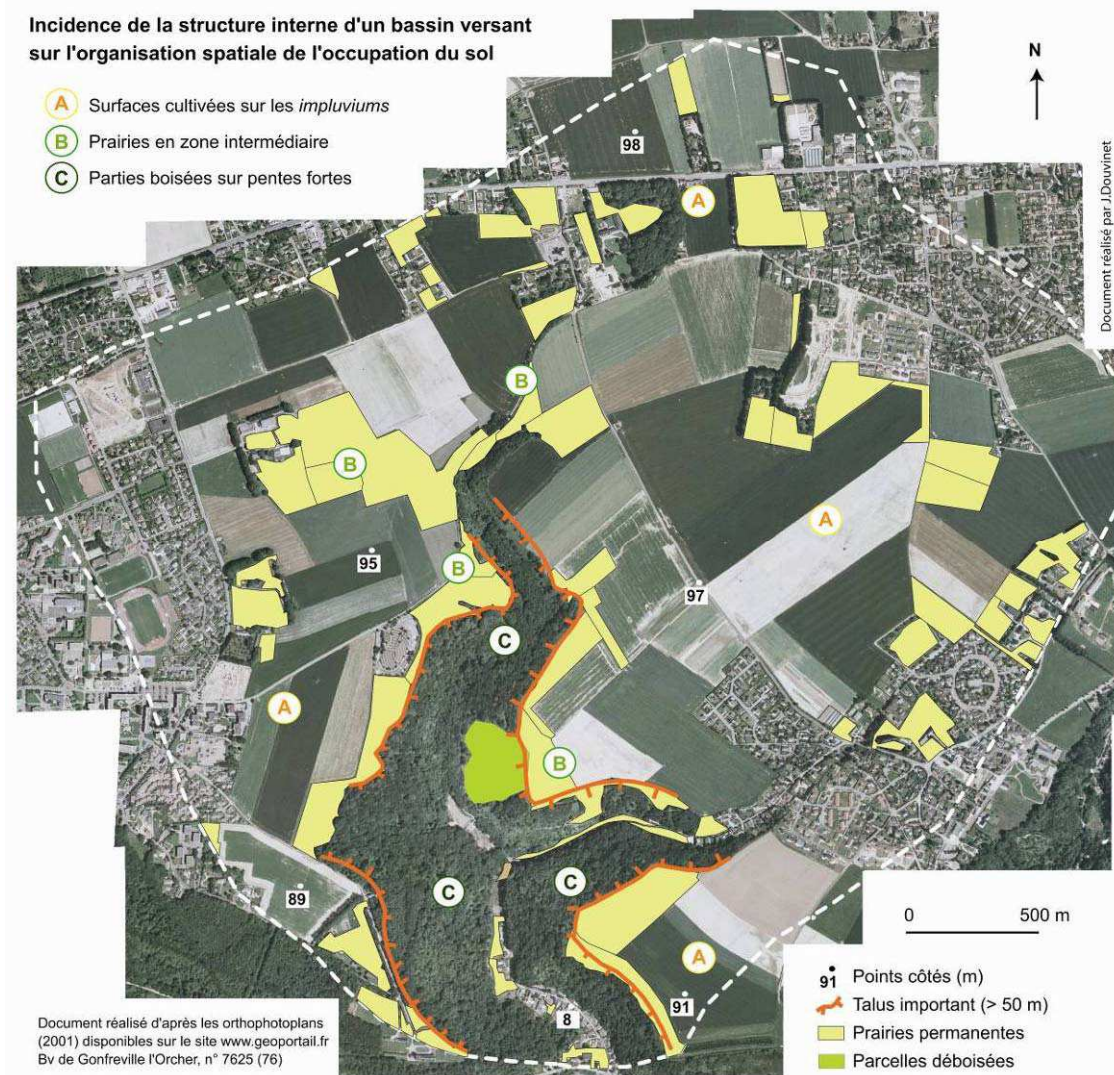 Incidence de la structure interne d'un bassin versant
sur l'organisation spatiale de l'occupation du sol
A Surfaces cultivées sur les impluviums
B Prairies en zone intermédiaire
C Parties boisées sur pentes fortes
N
98
A
Document réalisé par J.Douvinet
B
B
A
95
B
97
C
A
B
89
C
C
A
91
8
0 500 m
91 Points côtés (m)
Talus important (> 50 m)
Prairies permanentes
Parcelles déboisées
Document réalisé d'après les orthophotoplans
(2001) disponibles sur le site www.geoportail.fr
Bv de Gonfreville l'Orcher, n° 7625 (76)